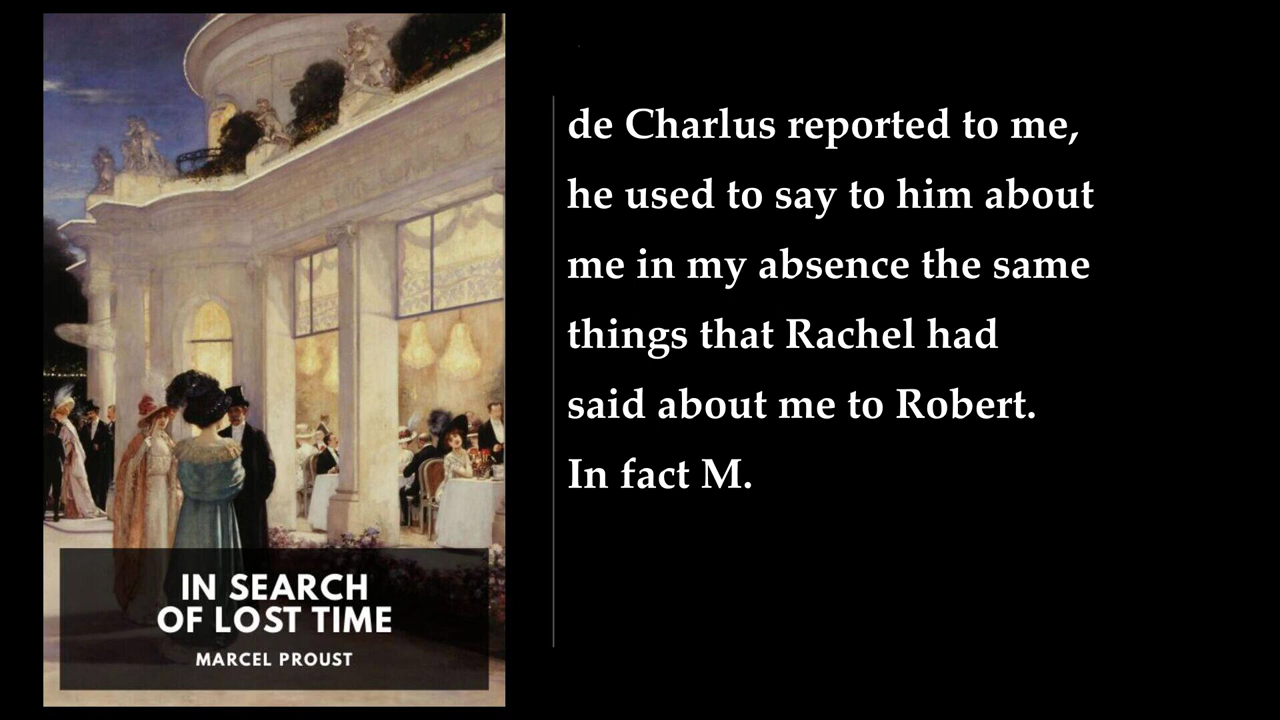 IN SEARCH
OF LOST TIME
MARCEL PROUST
de Charlus reported to me,
he used to say to him about
me in my absence the same
things that Rachel had
said about me to Robert.
In fact M.